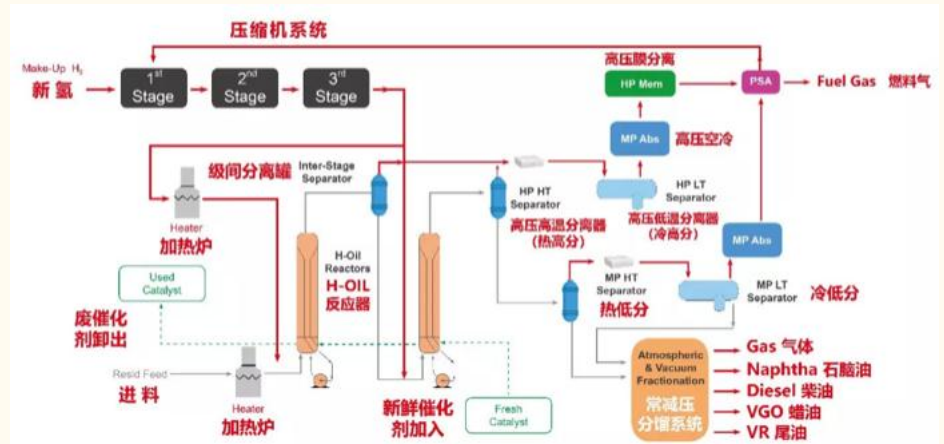 压缩机系统
Make-Up H₂
新氢
1st
Stage
2nd
Stage
3rd
Stage
高压膜分离
HP Mem
PSA
Fuel Gas 燃料气
MP Abs
高压空冷
级间分离罐
Inter-Stage
Separator
HP HT
Separator
高压高温分离器
(热高分)
HP LT
Separator
高压低温分离器
(冷高分)
Heater
加热炉
H-Oil
Reactors
H-OIL
反应器
MP Abs
MP HT
Separator
热低分
MP LT
Separator
冷低分
Used
Catalyst
废催化
剂卸出
Resid Feed
进料
Heater
加热炉
新鲜催化
剂加入
Fresh
Catalyst
Atmospheric
& Vacuum
Fractionation
常减压
分馏系统
Gas 气体
Naphtha 石脑油
Diesel 柴油
VGO 蜡油
VR 尾油